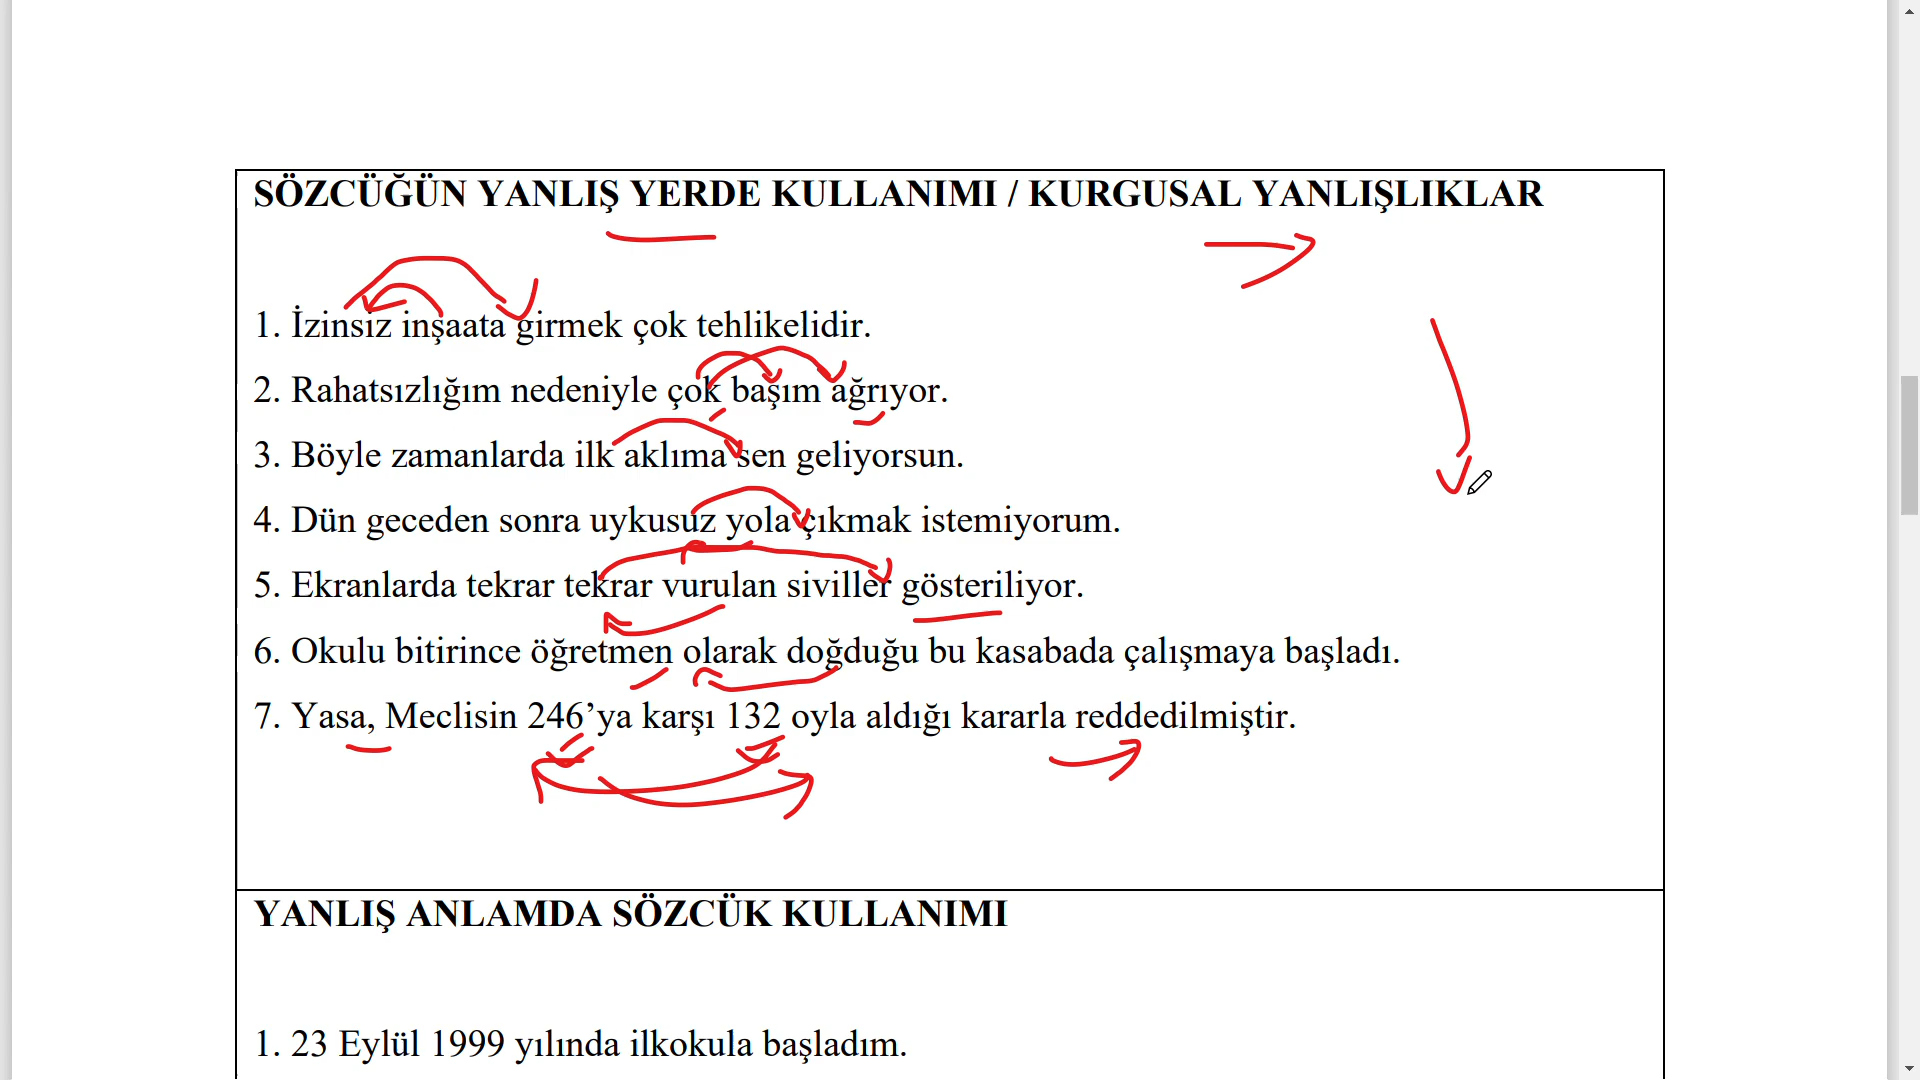 SÖZCÜĞÜN YANLIŞ YERDE KULLANIMI / KURGUSAL YANLIŞLIKLAR
1. İzinsiz inşaata girmek çok tehlikelidir.
2. Rahatsızlığım nedeniyle çok başım ağrıyor.
3. Böyle zamanlarda ilk aklıma sen geliyorsun.
4. Dün geceden sonra uykusuz yola çıkmak istemiyorum.
5. Ekranlarda tekrar tekrar vurulan siviller gösteriliyor.
6. Okulu bitirince öğretmen olarak doğduğu bu kasabada çalışmaya başladı.
7. Yasa, Meclisin 246’ya karşı 132 oyla aldığı kararla reddedilmiştir.
YANLIŞ ANLAMDA SÖZCÜK KULLANIMI
1. 23 Eylül 1999 yılında ilkokula başladım.